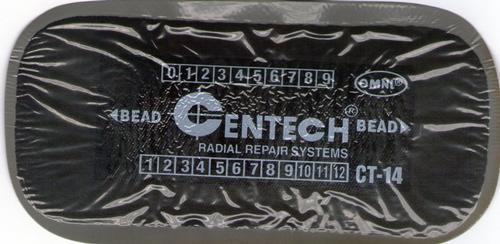 0 1 2 3 4 5 6 7 8 9 OMNI®
◄BEAD CENTECH® BEAD►
RADIAL REPAIR SYSTEMS
1 2 3 4 5 6 7 8 9 10 11 12 CT-14